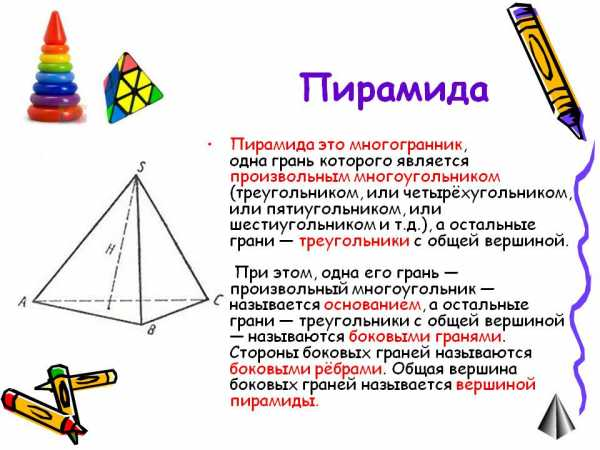 Пирамида
• Пирамида это многогранник,
одна грань которого является
произвольным многоугольником
(треугольником, или четырёхугольником,
или пятиугольником, или
шестиугольником и т.д.), а остальные
грани — треугольники с общей вершиной.
При этом, одна его грань —
произвольный многоугольник —
называется основанием, а остальные
грани — треугольники с общей вершиной
— называются боковыми гранями.
Стороны боковых граней называются
боковыми рёбрами. Общая вершина
боковых граней называется вершиной
пирамиды.
S
H
A
C
B